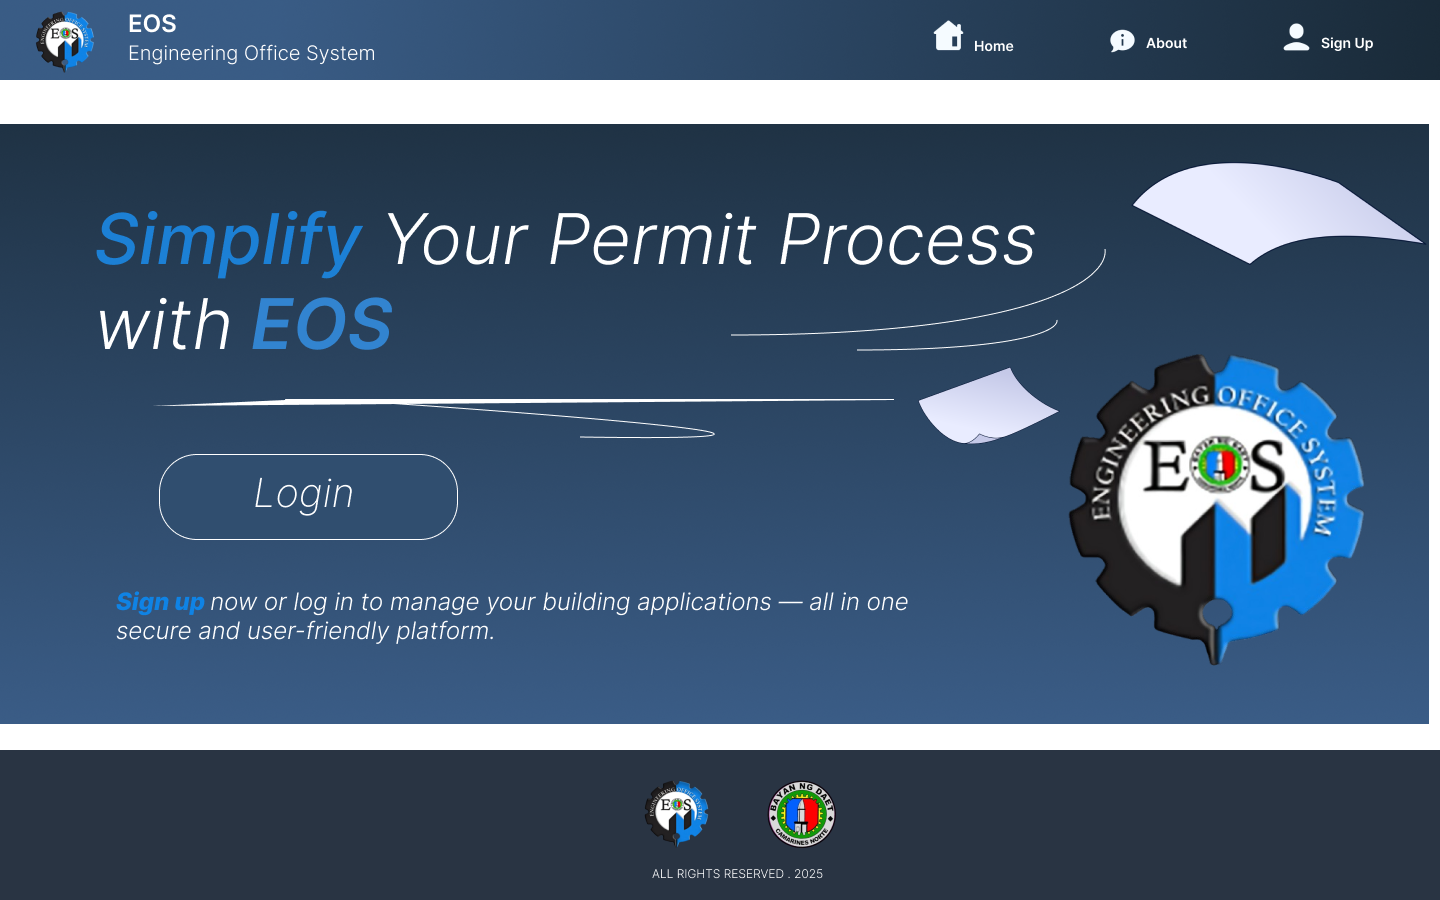 EOS
Engineering Office System
Home
About
Sign Up
Simplify Your Permit Process
with EOS
Login
Sign up now or log in to manage your building applications — all in one
secure and user-friendly platform.
ENGINEERING OFFICE SYSTEM
EOS
EOS
BAYAN NG DAET
CAMARINES NORTE
ALL RIGHTS RESERVED . 2025